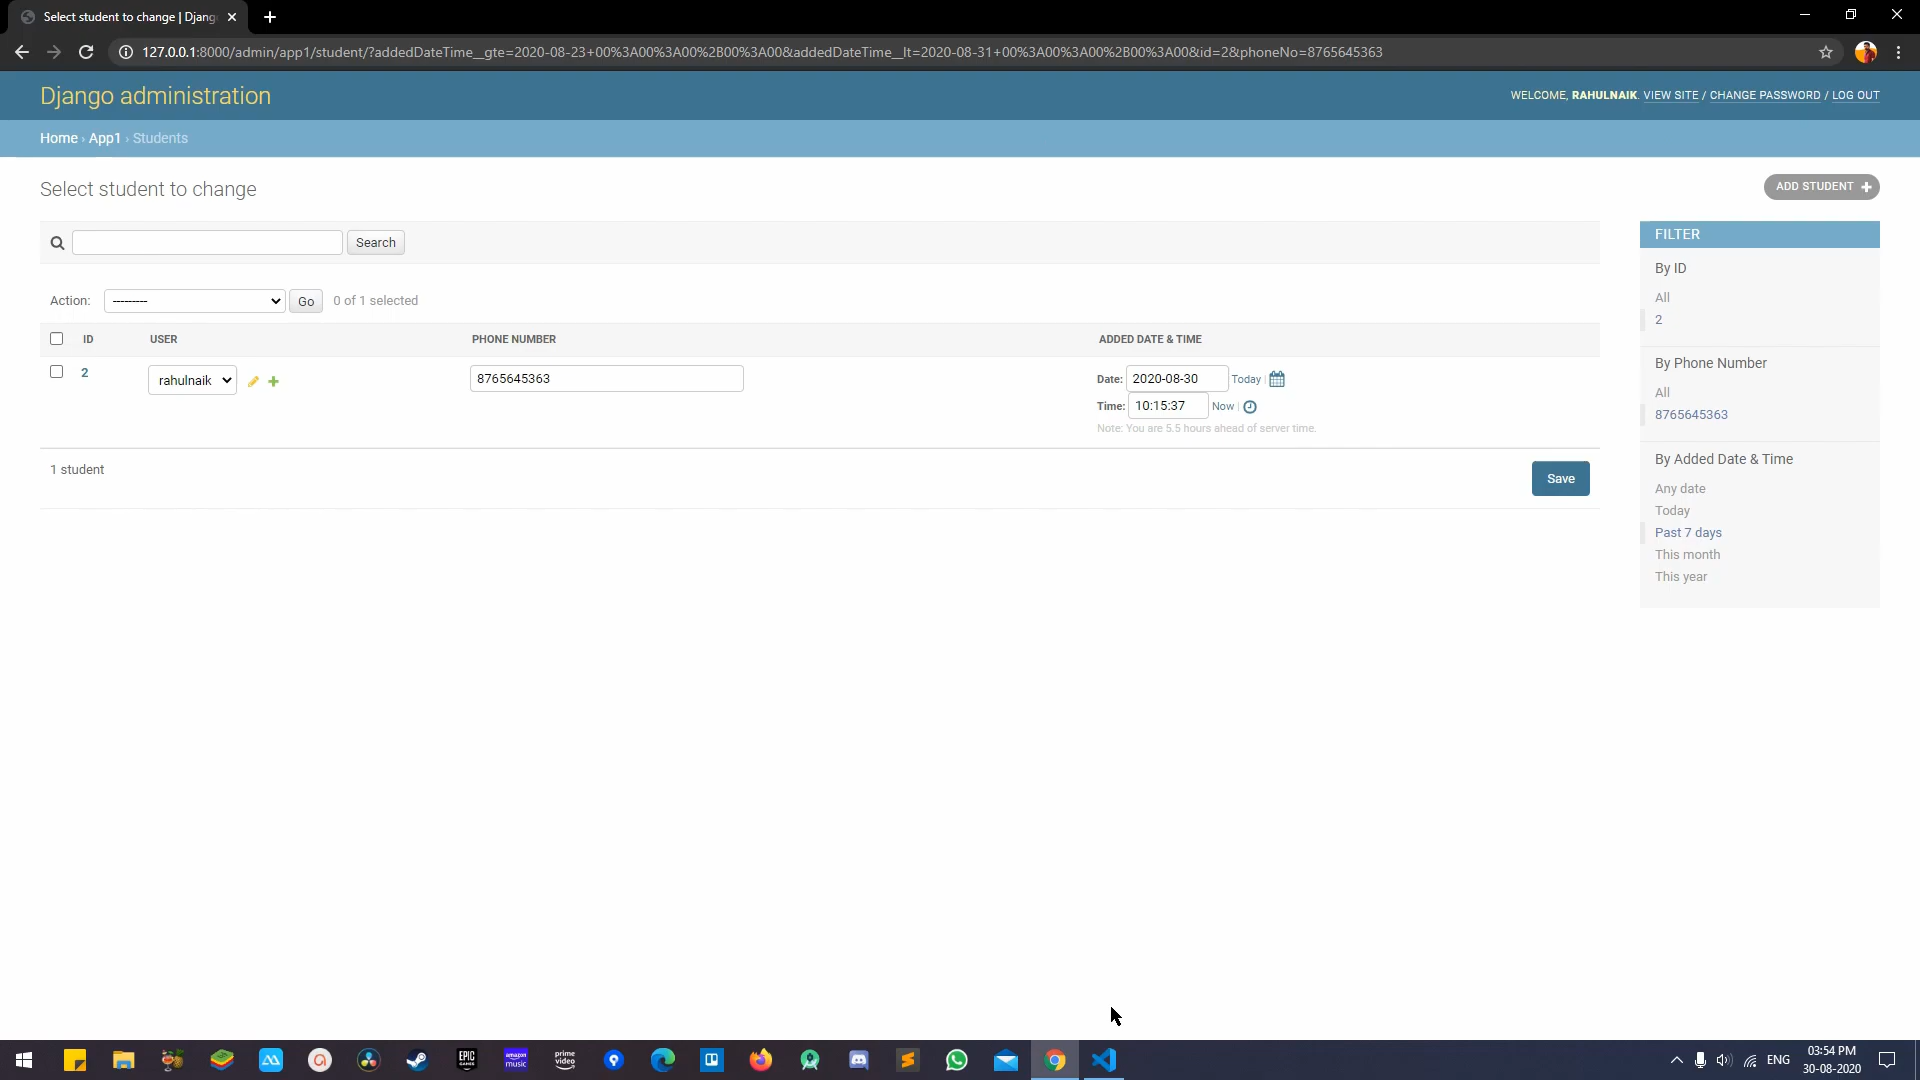 Select student to change | Djang
127.0.0.1:8000/admin/app1/student/?addedDateTime__gte=2020-08-23+00%3A00%3A00%2B00%3A00&addedDateTime__lt=2020-08-31+00%3A00%3A00%2B00%3A00&id=2&phoneNo=8765645363
Django administration
WELCOME, RAHULNAIK. VIEW SITE / CHANGE PASSWORD / LOG OUT
Home › App1 › Students
Select student to change
ADD STUDENT
Search
Action: --------- Go 0 of 1 selected
ID USER PHONE NUMBER ADDED DATE & TIME
2 rahulnaik 8765645363 Date: 2020-08-30 Today
Time: 10:15:37 Now
Note: You are 5.5 hours ahead of server time.
1 student
Save
FILTER
By ID
All
2
By Phone Number
All
8765645363
By Added Date & Time
Any date
Today
Past 7 days
This month
This year
EPIC GAMES
amazon music
prime video
ENG
03:54 PM
30-08-2020